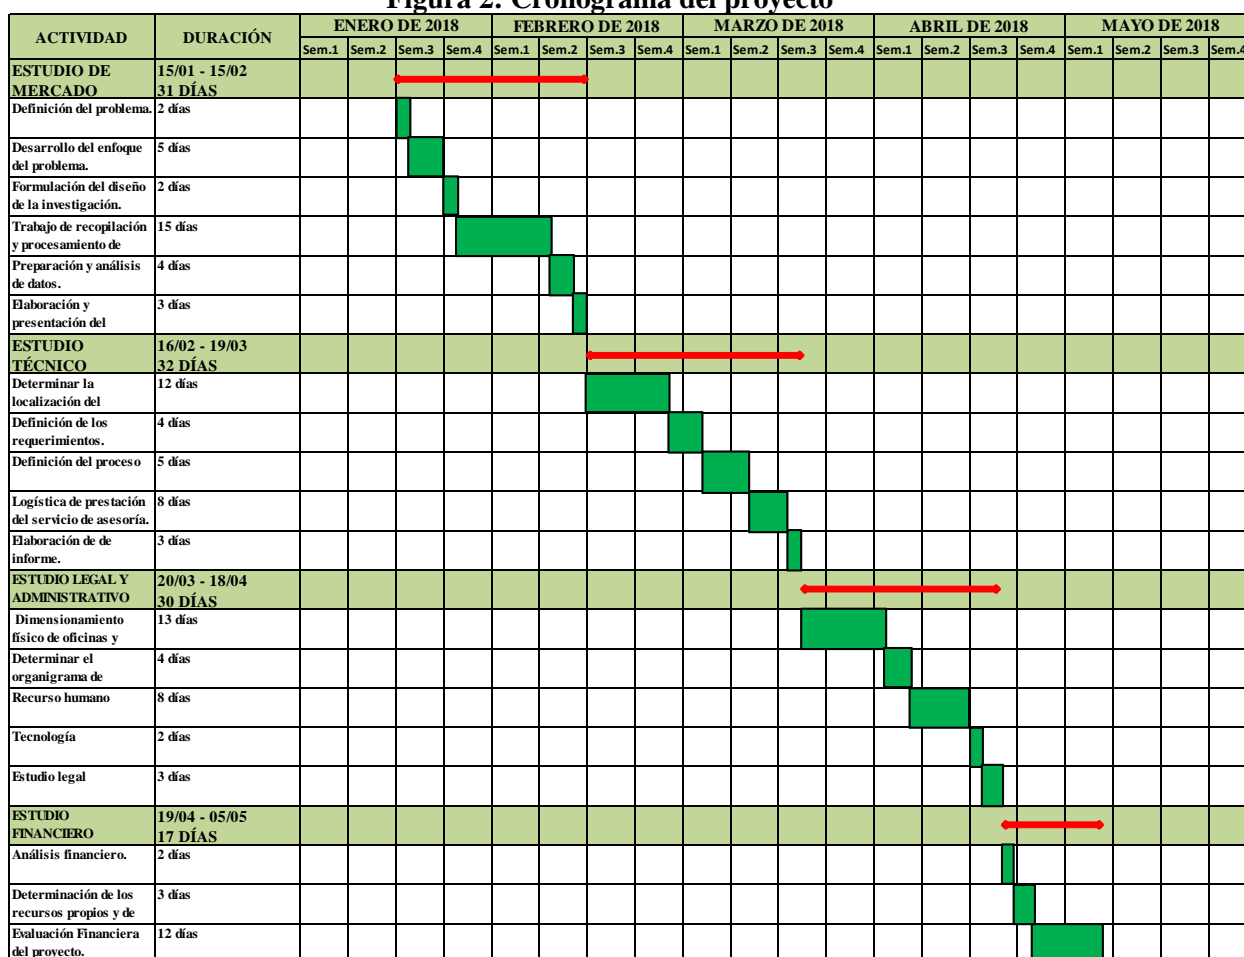 Figura 2. Cronograma del proyecto
ACTIVIDAD
DURACIÓN
ENERO DE 2018
FEBRERO DE 2018
MARZO DE 2018
ABRIL DE 2018
MAYO DE 2018
Sem.1 Sem.2 Sem.3 Sem.4 Sem.1 Sem.2 Sem.3 Sem.4 Sem.1 Sem.2 Sem.3 Sem.4 Sem.1 Sem.2 Sem.3 Sem.4 Sem.1 Sem.2 Sem.3 Sem.4
ESTUDIO DE
MERCADO
15/01 - 15/02
31 DÍAS
Definición del problema.
2 días
Desarrollo del enfoque
del problema.
5 días
Formulación del diseño
de la investigación.
2 días
Trabajo de recopilación
y procesamiento de
15 días
Preparación y análisis
de datos.
4 días
Elaboración y
presentación del
3 días
ESTUDIO
TÉCNICO
16/02 - 19/03
32 DÍAS
Determinar la
localización del
12 días
Definición de los
requerimientos.
4 días
Definición del proceso
5 días
Logística de prestación
del servicio de asesoría.
8 días
Elaboración de de
informe.
3 días
ESTUDIO LEGAL Y
ADMINISTRATIVO
20/03 - 18/04
30 DÍAS
Dimensionamiento
físico de oficinas y
13 días
Determinar el
organigrama de
4 días
Recurso humano
8 días
Tecnología
2 días
Estudio legal
3 días
ESTUDIO
FINANCIERO
19/04 - 05/05
17 DÍAS
Análisis financiero.
2 días
Determinación de los
recursos propios y de
3 días
Evaluación Financiera
del proyecto.
12 días